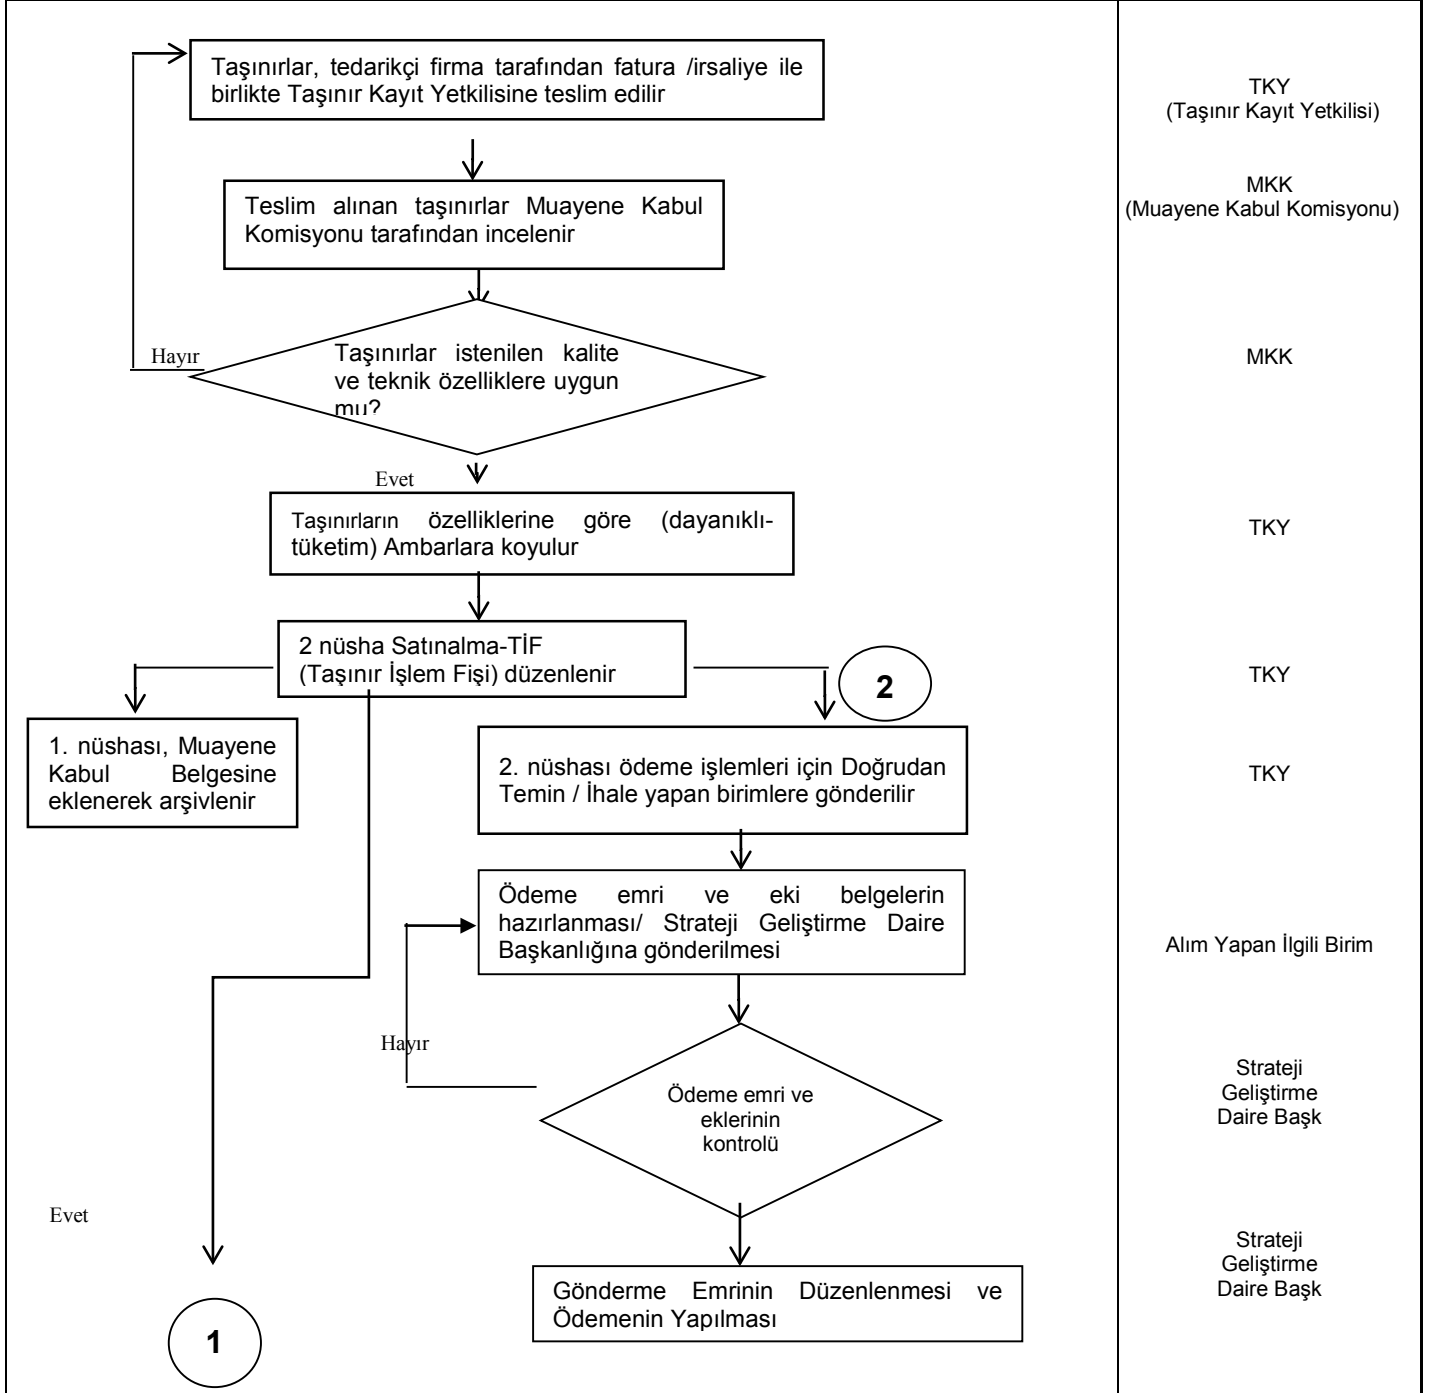 Taşınırlar, tedarikçi firma tarafından fatura /irsaliye ile
birlikte Taşınır Kayıt Yetkilisine teslim edilir
TKY
(Taşınır Kayıt Yetkilisi)
Teslim alınan taşınırlar Muayene Kabul
Komisyonu tarafından incelenir
MKK
(Muayene Kabul Komisyonu)
Hayır
Taşınırlar istenilen kalite
ve teknik özelliklere uygun
mu?
MKK
Evet
Taşınırların özelliklerine göre (dayanıklı-
tüketim) Ambarlara koyulur
TKY
2 nüsha Satınalma-TİF
(Taşınır İşlem Fişi) düzenlenir
2
TKY
1. nüshası, Muayene
Kabul Belgesine
eklenerek arşivlenir
2. nüshası ödeme işlemleri için Doğrudan
Temin / İhale yapan birimlere gönderilir
TKY
Ödeme emri ve eki belgelerin
hazırlanması/ Strateji Geliştirme Daire
Başkanlığına gönderilmesi
Alım Yapan İlgili Birim
Hayır
Ödeme emri ve
eklerinin
kontrolü
Strateji
Geliştirme
Daire Başk
Evet
Gönderme Emrinin Düzenlenmesi ve
Ödemenin Yapılması
Strateji
Geliştirme
Daire Başk
1